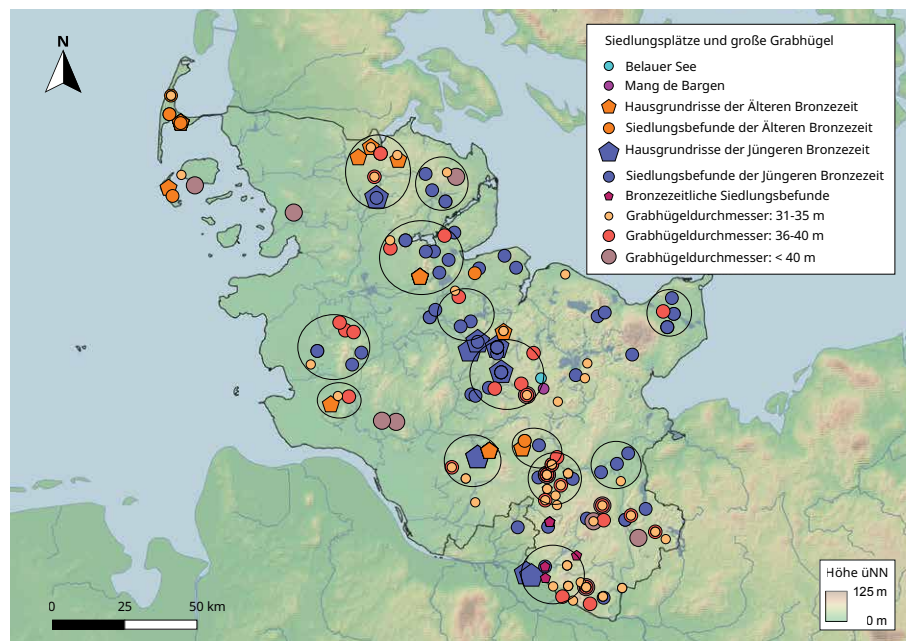 N
Siedlungsplätze und große Grabhügel
Belauer See
Mang de Bargen
Hausgrundrisse der Älteren Bronzezeit
Siedlungsbefunde der Älteren Bronzezeit
Hausgrundrisse der Jüngeren Bronzezeit
Siedlungsbefunde der Jüngeren Bronzezeit
Bronzezeitliche Siedlungsbefunde
Grabhügeldurchmesser: 31-35 m
Grabhügeldurchmesser: 36-40 m
Grabhügeldurchmesser: < 40 m
Höhe üNN
125 m
0 m
0 25 50 km